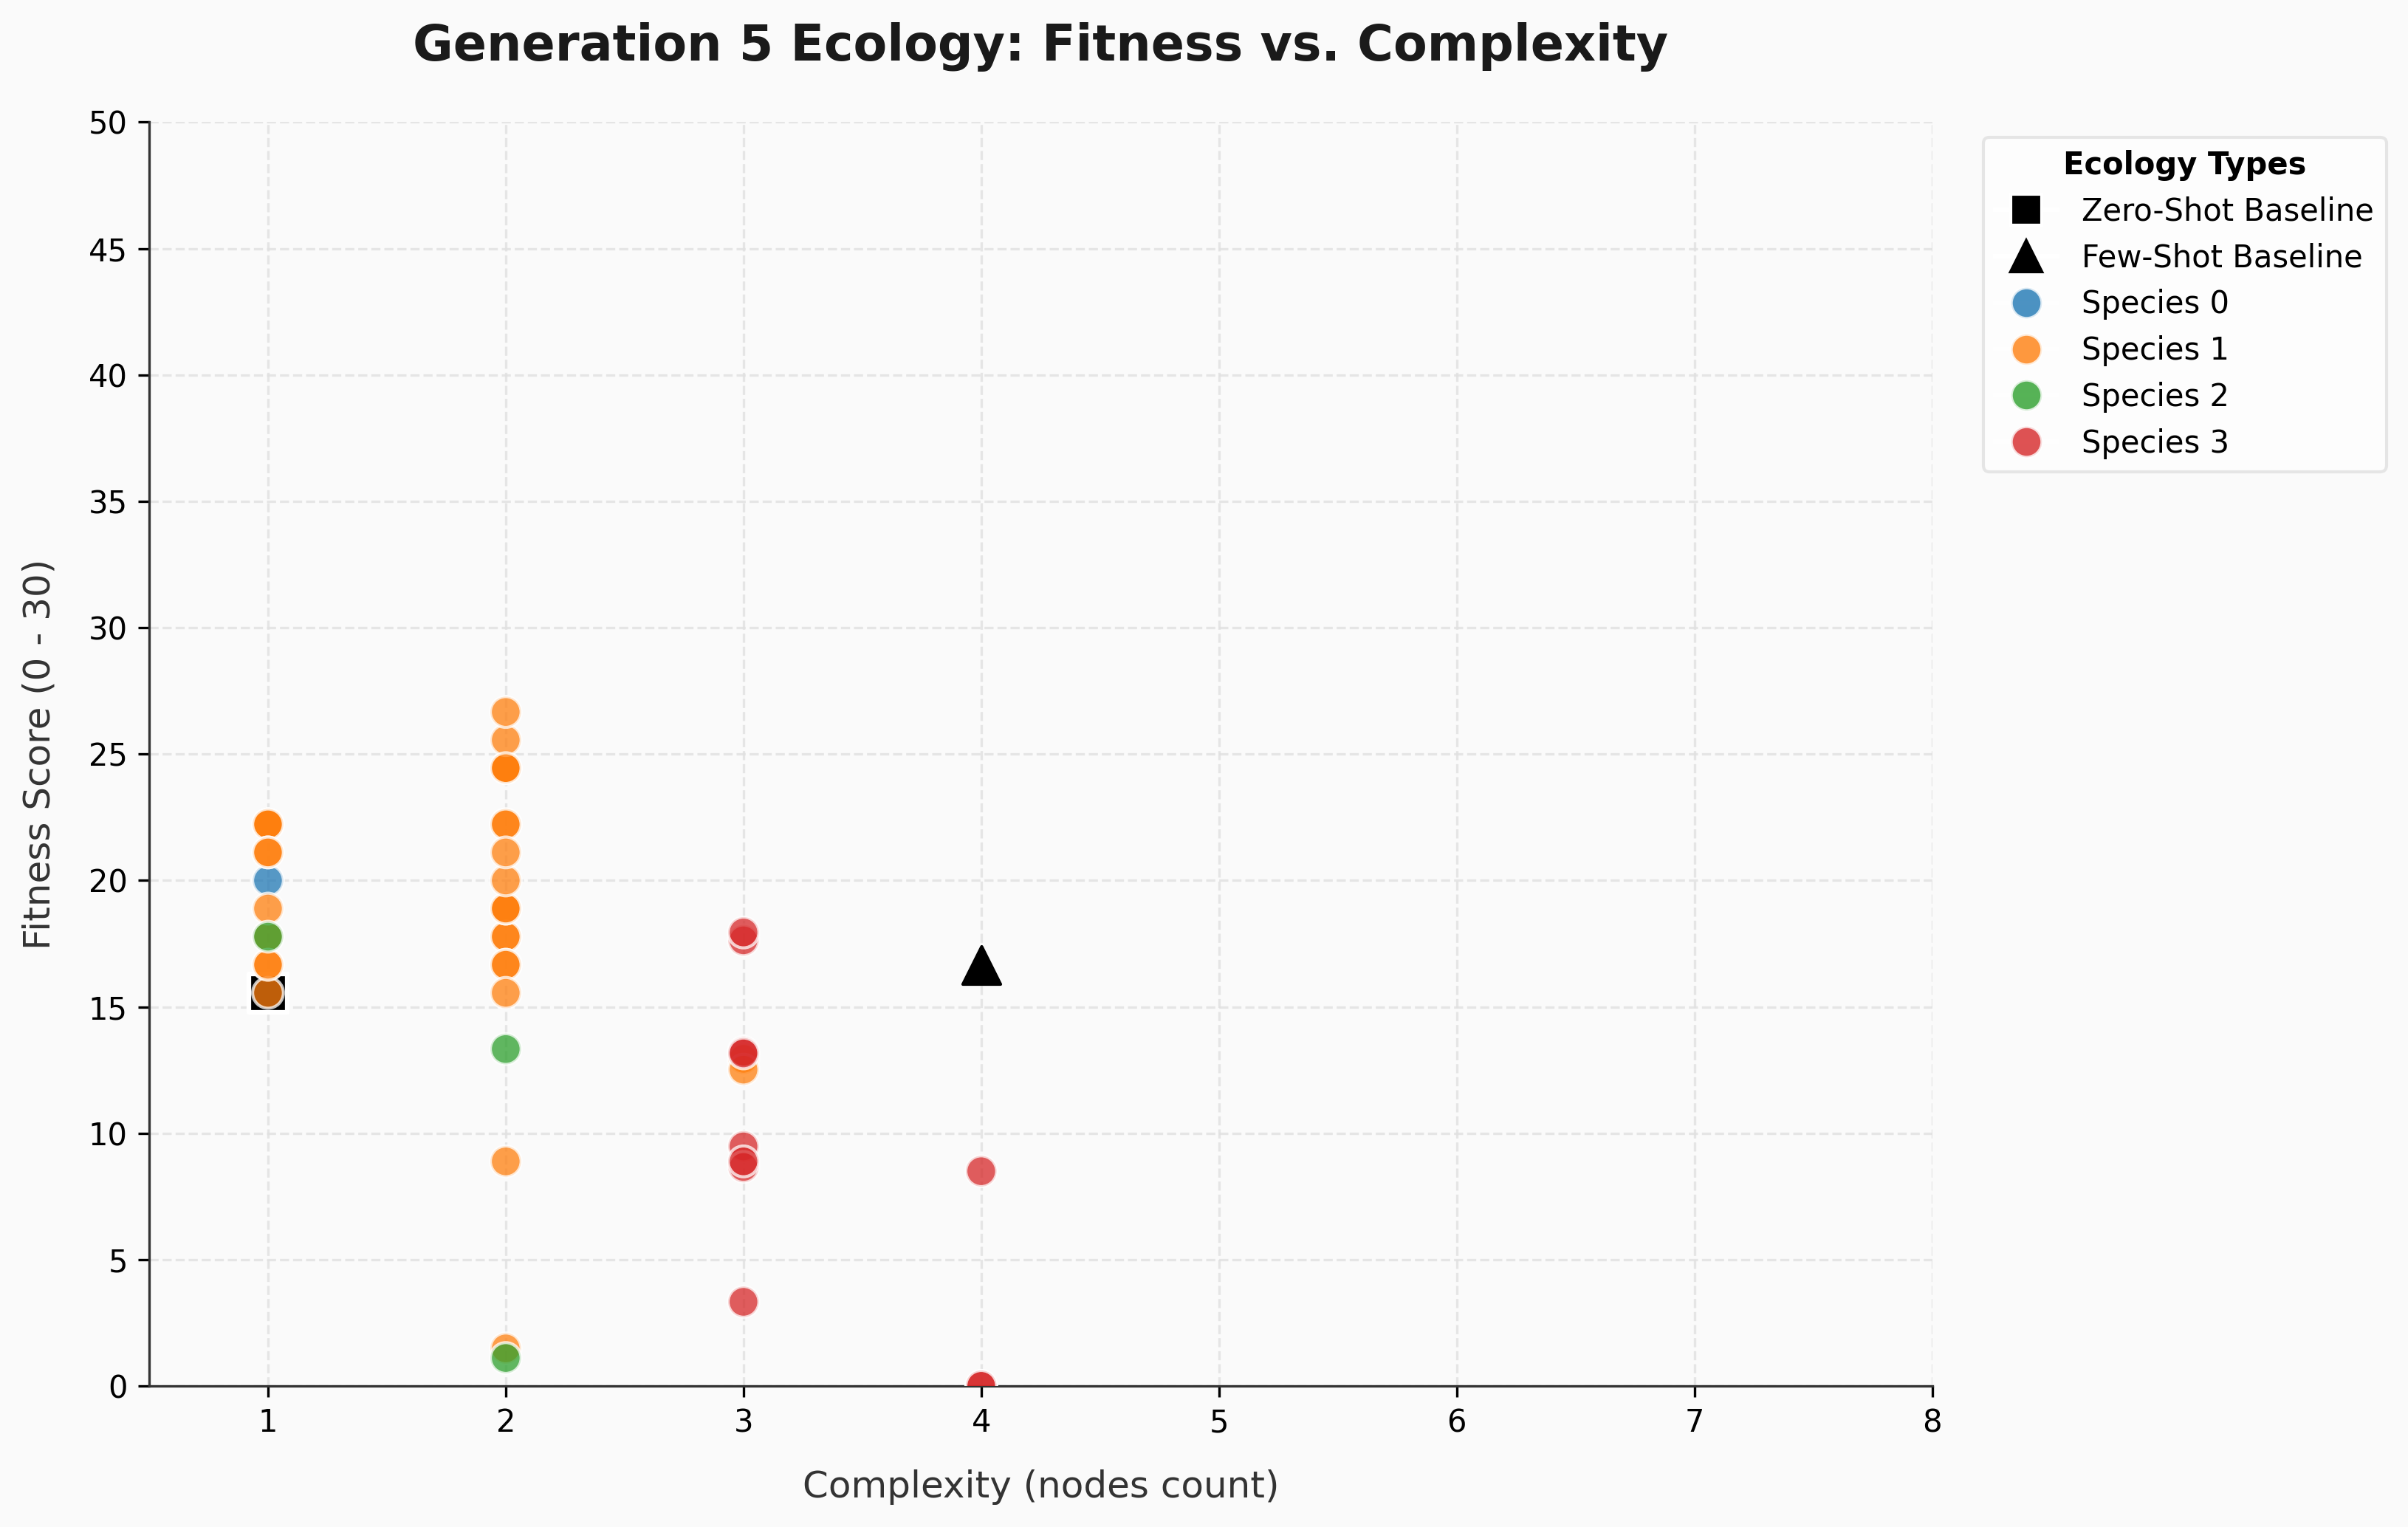 Generation 5 Ecology: Fitness vs. Complexity
50
45
40
35
30
25
20
15
10
5
0
Fitness Score (0 - 30)
1 2 3 4 5 6 7 8
Complexity (nodes count)
Ecology Types
Zero-Shot Baseline
Few-Shot Baseline
Species 0
Species 1
Species 2
Species 3